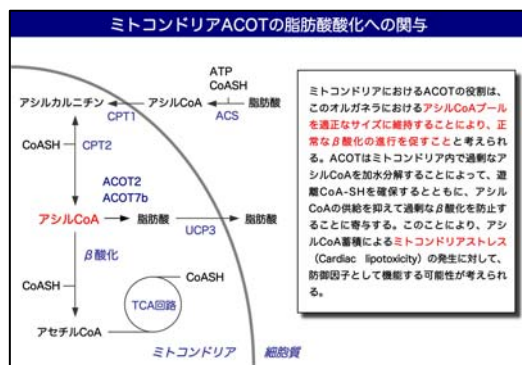 ミトコンドリアACOTの脂肪酸酸化への関与
ATP
CoASH
アシルカルニチン
アシルCoA
脂肪酸
CPT1
ACS
CoASH
CPT2
ACOT2
ACOT7b
アシルCoA
脂肪酸
脂肪酸
UCP3
β酸化
CoASH
CoASH
TCA回路
アセチルCoA
ミトコンドリア
細胞質
ミトコンドリアにおけるACOTの役割は、
このオルガネラにおけるアシルCoAプール
を適正なサイズに維持することにより、正
常なβ酸化の進行を促すことと考えられ
る。ACOTはミトコンドリア内で過剰なア
シルCoAを加水分解することによって、遊
離CoA-SHを確保するとともに、アシル
CoAの供給を抑えて過剰なβ酸化を防止す
ることに寄与する。このことにより、アシ
ルCoA蓄積によるミトコンドリアストレス
（Cardiac lipotoxicity）の発生に対して、
防御因子として機能する可能性が考えられ
る。